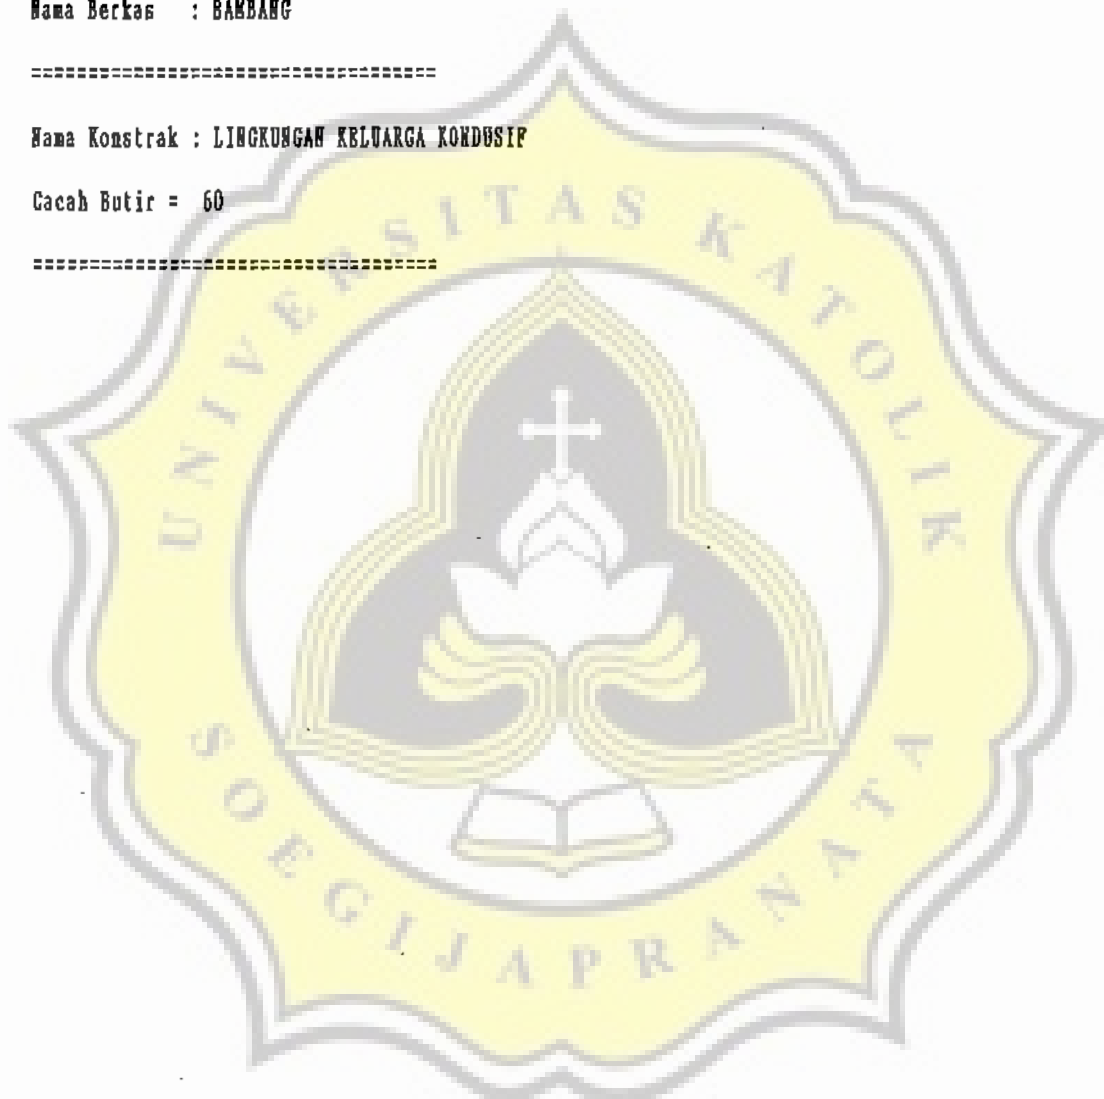 Nama Berkas : BAMBANG
===================================
Nama Konstrak : LINGKUNGAN KELUARGA KONDUSIF
Cacah Butir = 60
===================================
UNIVERSITAS KATOLIK
SOEGIJAPRANATA